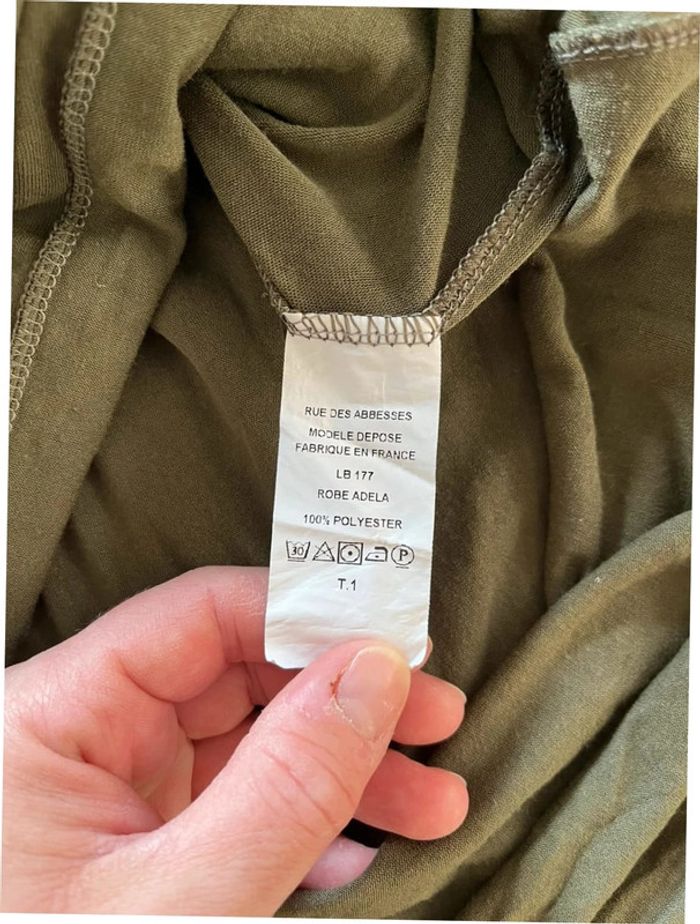 RUE DES ABBESSES
MODELE DEPOSE
FABRIQUE EN FRANCE
LB 177
ROBE ADELA
100% POLYESTER
30 P
T.1